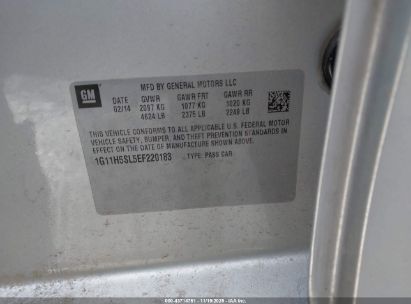 GM
MFD BY GENERAL MOTORS LLC
02/14 GVWR GAWR FRT GAWR RR
2097 KG 1077 KG 1020 KG
4624 LB 2375 LB 2249 LB
THIS VEHICLE CONFORMS TO ALL APPLICABLE U.S. FEDERAL MOTOR
VEHICLE SAFETY, BUMPER, AND THEFT PREVENTION STANDARDS
IN EFFECT ON THE DATE OF MANUFACTURE SHOWN ABOVE.
1G11H5SL5EF220183 TYPE: PASS CAR